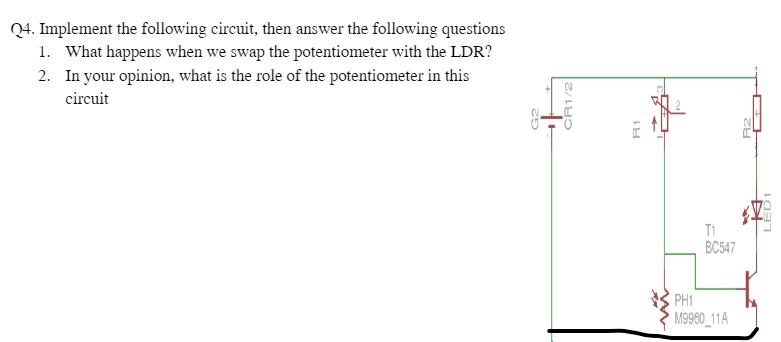 Q4. Implement the following circuit, then answer the following questions
1. What happens when we swap the potentiometer with the LDR?
2. In your opinion, what is the role of the potentiometer in this
circuit
G2
+
CR1/2
R1
3
2
1
1
R2
LED1
T1
BC547
PH1
M9960_11A